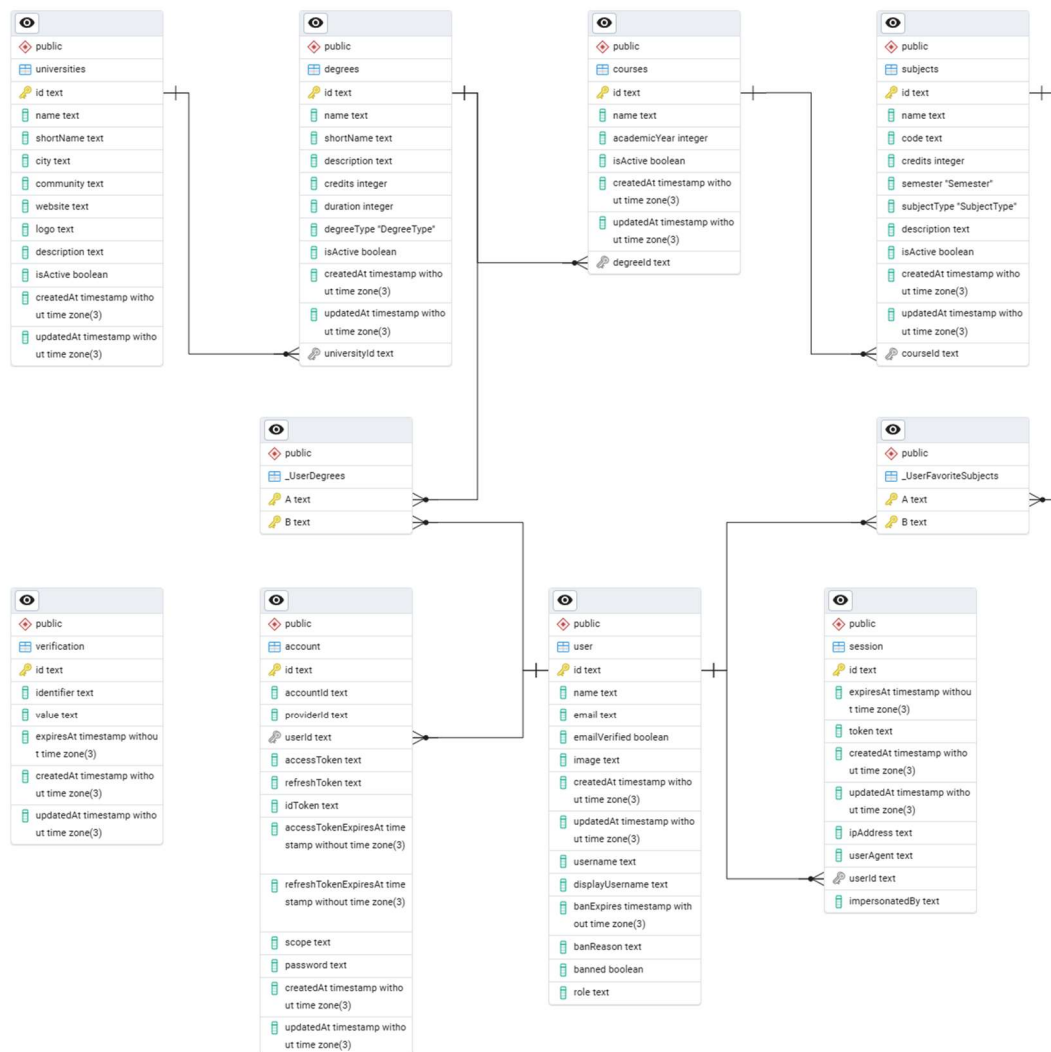 public
universities
id text
name text
shortName text
city text
community text
website text
logo text
description text
isActive boolean
createdAt timestamp witho
ut time zone(3)
updatedAt timestamp witho
ut time zone(3)
public
degrees
id text
name text
shortName text
description text
credits integer
duration integer
degreeType "DegreeType"
isActive boolean
createdAt timestamp witho
ut time zone(3)
updatedAt timestamp witho
ut time zone(3)
universityId text
public
courses
id text
name text
academicYear integer
isActive boolean
createdAt timestamp witho
ut time zone(3)
updatedAt timestamp witho
ut time zone(3)
degreeId text
public
subjects
id text
name text
code text
credits integer
semester "Semester"
subjectType "SubjectType"
description text
isActive boolean
createdAt timestamp witho
ut time zone(3)
updatedAt timestamp witho
ut time zone(3)
courseId text
public
_UserDegrees
A text
B text
public
_UserFavoriteSubjects
A text
B text
public
verification
id text
identifier text
value text
expiresAt timestamp withou
t time zone(3)
createdAt timestamp witho
ut time zone(3)
updatedAt timestamp witho
ut time zone(3)
public
account
id text
accountId text
providerId text
userId text
accessToken text
refreshToken text
idToken text
accessTokenExpiresAt time
stamp without time zone(3)
refreshTokenExpiresAt time
stamp without time zone(3)
scope text
password text
createdAt timestamp witho
ut time zone(3)
updatedAt timestamp witho
ut time zone(3)
public
user
id text
name text
email text
emailVerified boolean
image text
createdAt timestamp witho
ut time zone(3)
updatedAt timestamp witho
ut time zone(3)
username text
displayUsername text
banExpires timestamp with
out time zone(3)
banReason text
banned boolean
role text
public
session
id text
expiresAt timestamp withou
t time zone(3)
token text
createdAt timestamp witho
ut time zone(3)
updatedAt timestamp witho
ut time zone(3)
ipAddress text
userAgent text
userId text
impersonatedBy text